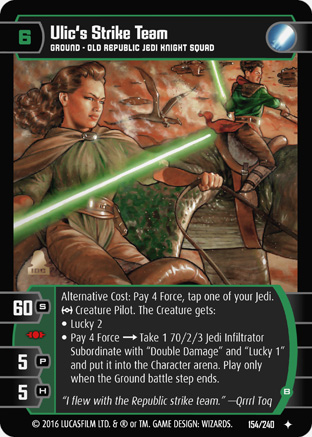 6
Ulic's Strike Team
GROUND - OLD REPUBLIC JEDI KNIGHT SQUAD
60 S
5 P
5 H
Alternative Cost: Pay 4 Force, tap one of your Jedi.
Creature Pilot. The Creature gets:
• Lucky 2
• Pay 4 Force → Take 1 70/2/3 Jedi Infiltrator
Subordinate with "Double Damage" and "Lucky 1"
and put it into the Character arena. Play only
when the Ground battle step ends.
"I flew with the Republic strike team." —Qrrrl Toq
B
© 2016 LUCASFILM LTD. & ® or TM. GAME DESIGN: WIZARDS.
154/240